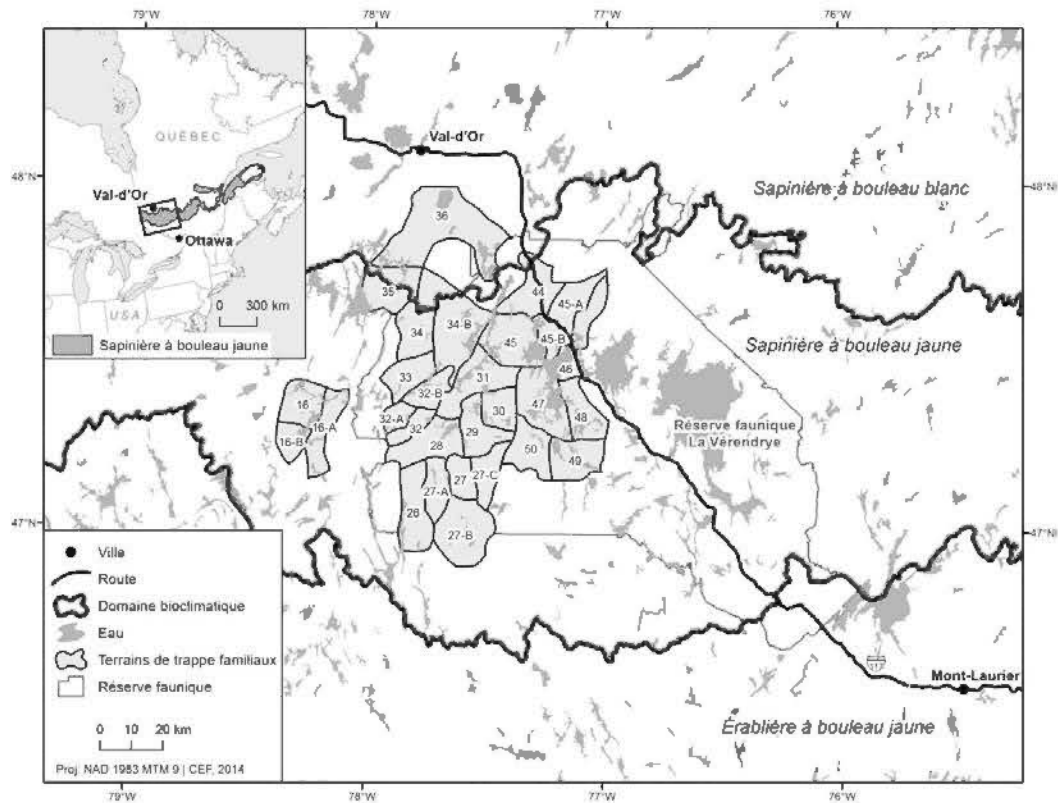 79°W
78°W
77°W
76°W
QUÉBEC
Val-d'Or
Ottawa
USA
0 300 km
Sapinière à bouleau jaune
Val-d'Or
48°N
48°N
Sapinière à bouleau blanc
36
35
44
45-A
34
34-B
45
45-B
Sapinière à bouleau jaune
46
33
31
32-B
16
47
30
48
16-A
32-A
32
29
Réserve faunique
La Vérendrye
16-B
28
50
49
27
27-C
27-A
26
27-B
47°N
47°N
Ville
Route
Domaine bioclimatique
Eau
Terrains de trappe familiaux
Réserve faunique
0 10 20 km
Proj: NAD 1983 MTM 9 | CEF, 2014
117
Mont-Laurier
Érablière à bouleau jaune
79°W
78°W
77°W
76°W